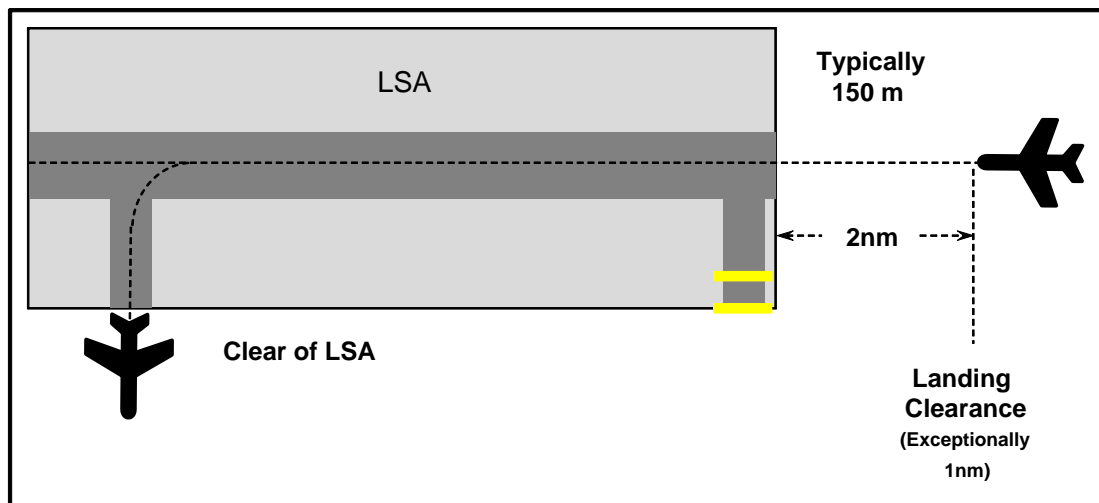 LSA
Typically
150 m
2nm
Clear of LSA
Landing
Clearance
(Exceptionally
1nm)